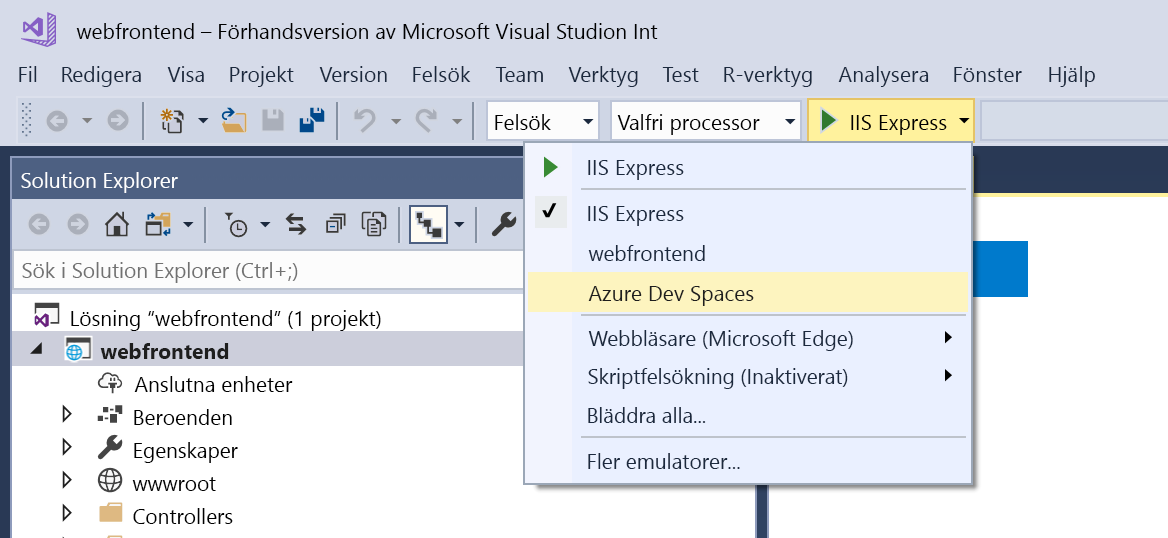 webfrontend – Förhandsversion av Microsoft Visual Studion Int
Fil Redigera Visa Projekt Version Felsök Team Verktyg Test R-verktyg Analysera Fönster Hjälp
Felsök Valfri processor IIS Express
Solution Explorer
Sök i Solution Explorer (Ctrl+;)
Lösning “webfrontend” (1 projekt)
webfrontend
Anslutna enheter
Beroenden
Egenskaper
wwwroot
Controllers
IIS Express
IIS Express
webfrontend
Azure Dev Spaces
Webbläsare (Microsoft Edge)
Skriptfelsökning (Inaktiverat)
Bläddra alla...
Fler emulatorer...